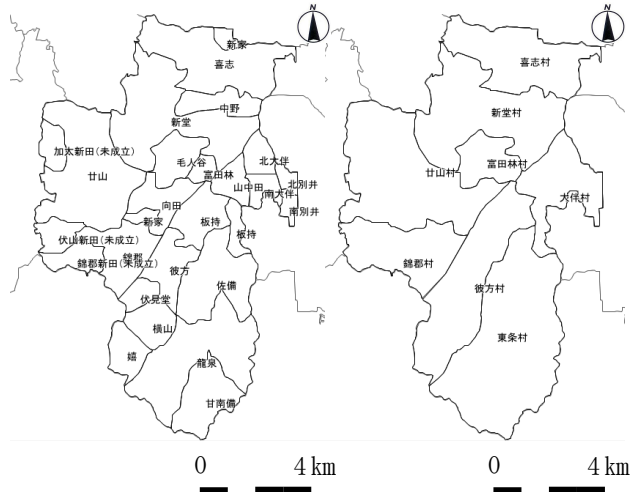 N
新家
喜志
中野
新堂
加太新田(未成立)
毛人谷
北大伴
廿山
富田林
山中田
北別井
南大伴
向田
南別井
新家
板持
板持
伏山新田(未成立)
錦郡
錦郡新田(未成立)
彼方
佐備
伏見堂
横山
嬉
龍泉
甘南備
0 4 km
N
喜志村
新堂村
富田林村
廿山村
大伴村
錦郡村
彼方村
東条村
0 4 km